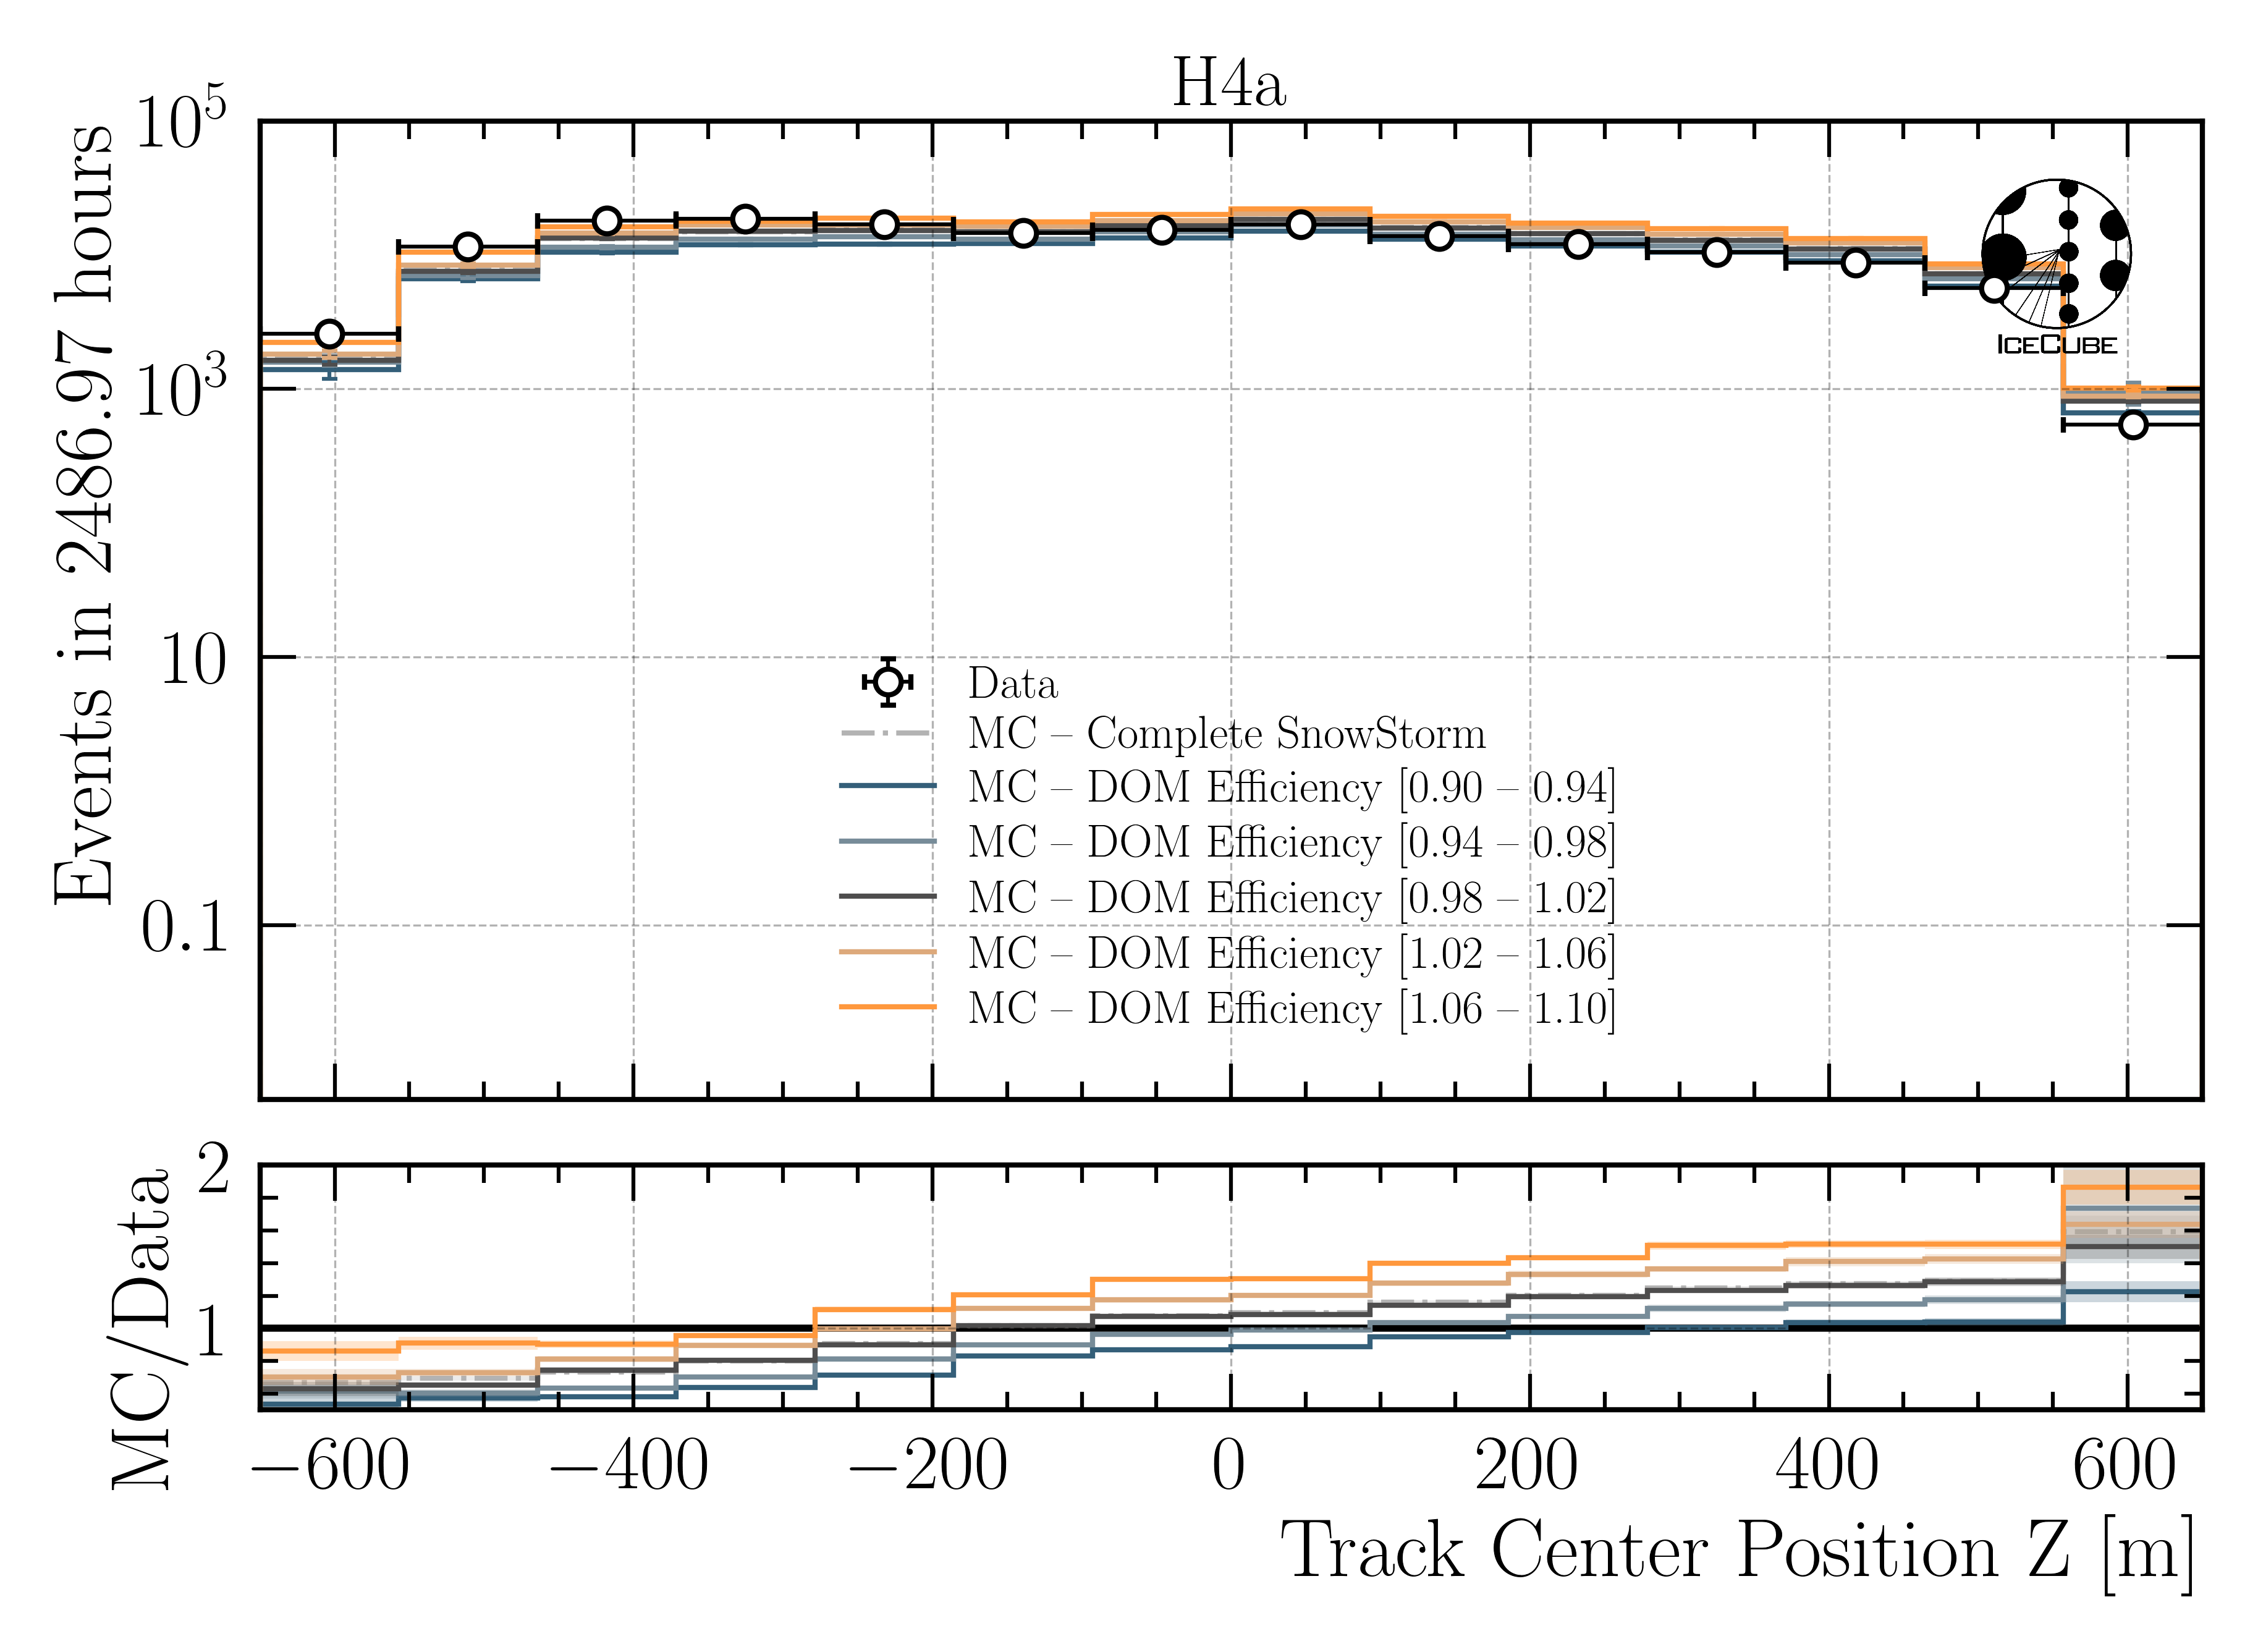 H4a
10^5
10^3
10
0.1
Events in 2486.97 hours
ICECUBE
Data
MC – Complete SnowStorm
MC – DOM Efficiency [0.90 – 0.94]
MC – DOM Efficiency [0.94 – 0.98]
MC – DOM Efficiency [0.98 – 1.02]
MC – DOM Efficiency [1.02 – 1.06]
MC – DOM Efficiency [1.06 – 1.10]
2
1
MC/Data
−600 −400 −200 0 200 400 600
Track Center Position Z [m]